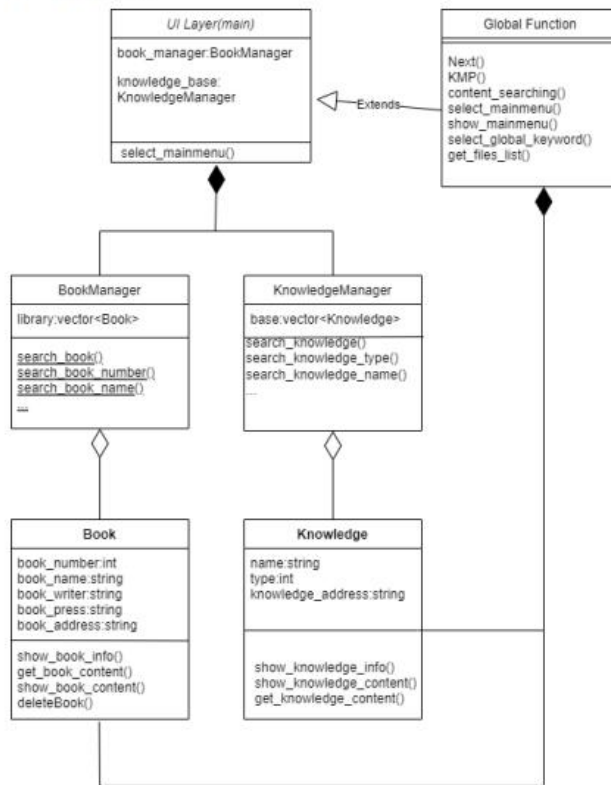 UI Layer(main)
book_manager:BookManager
knowledge_base:
KnowledgeManager
select_mainmenu()
Global Function
Next()
KMP()
content_searching()
select_mainmenu()
show_mainmenu()
select_global_keyword()
get_files_list()
Extends
BookManager
library:vector<Book>
search_book()
search_book_number()
search_book_name()
...
KnowledgeManager
base:vector<Knowledge>
search_knowledge()
search_knowledge_type()
search_knowledge_name()
...
Book
book_number:int
book_name:string
book_writer:string
book_press:string
book_address:string
show_book_info()
get_book_content()
show_book_content()
deleteBook()
Knowledge
name:string
type:int
knowledge_address:string
show_knowledge_info()
show_knowledge_content()
get_knowledge_content()